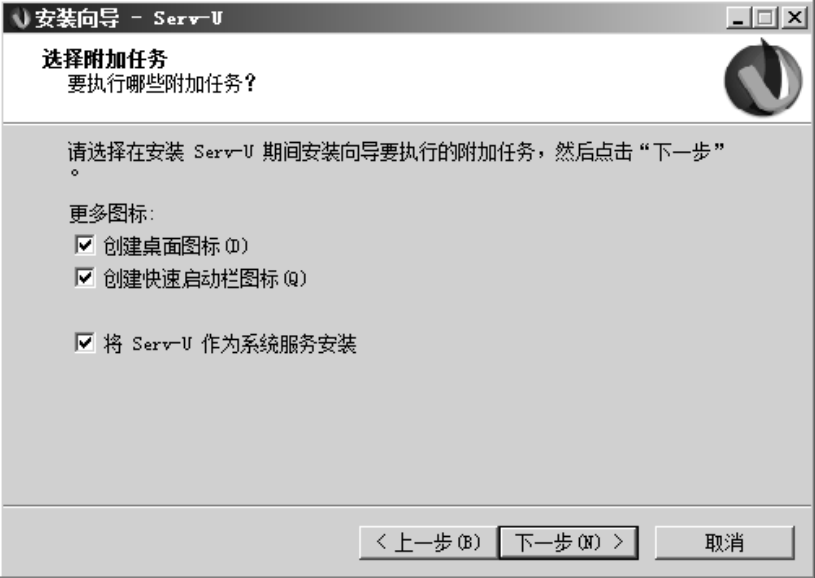 安装向导 - Serv-U
选择附加任务
要执行哪些附加任务?
请选择在安装 Serv-U 期间安装向导要执行的附加任务，然后点击“下一步”
。
更多图标:
创建桌面图标(D)
创建快速启动栏图标(Q)
将 Serv-U 作为系统服务安装
< 上一步(B) 下一步(N) > 取消